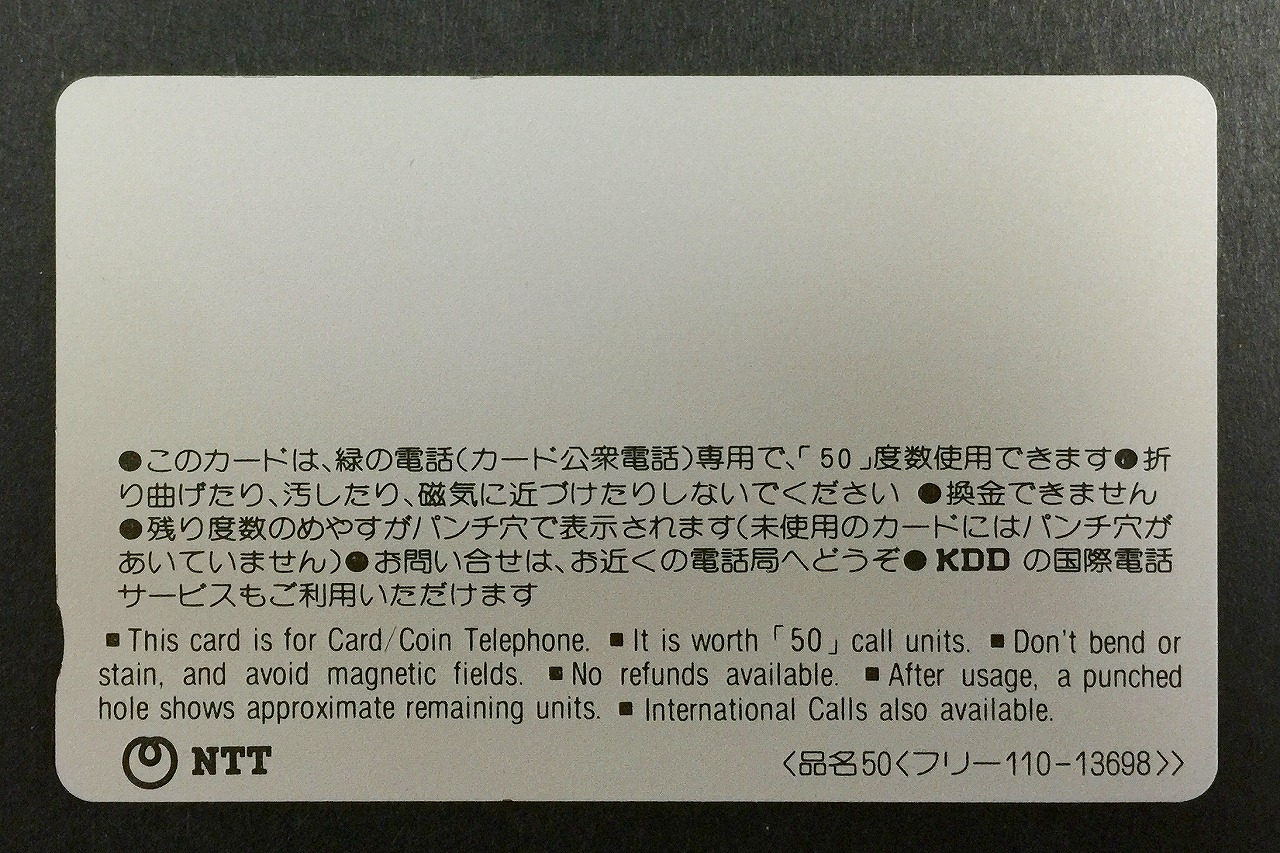 ●このカードは、緑の電話(カード公衆電話)専用で、「50」度数使用できます●折
り曲げたり、汚したり、磁気に近づけたりしないでください ●換金できません
●残り度数のめやすがパンチ穴で表示されます(未使用のカードにはパンチ穴が
あいていません)●お問い合せは、お近くの電話局へどうぞ● KDD の国際電話
サービスもご利用いただけます
■This card is for Card/Coin Telephone. ■It is worth「50」call units. ■Don't bend or
stain, and avoid magnetic fields. ■No refunds available. ■After usage, a punched
hole shows approximate remaining units. ■International Calls also available.
NTT 〈品名50〈フリー110-13698〉〉